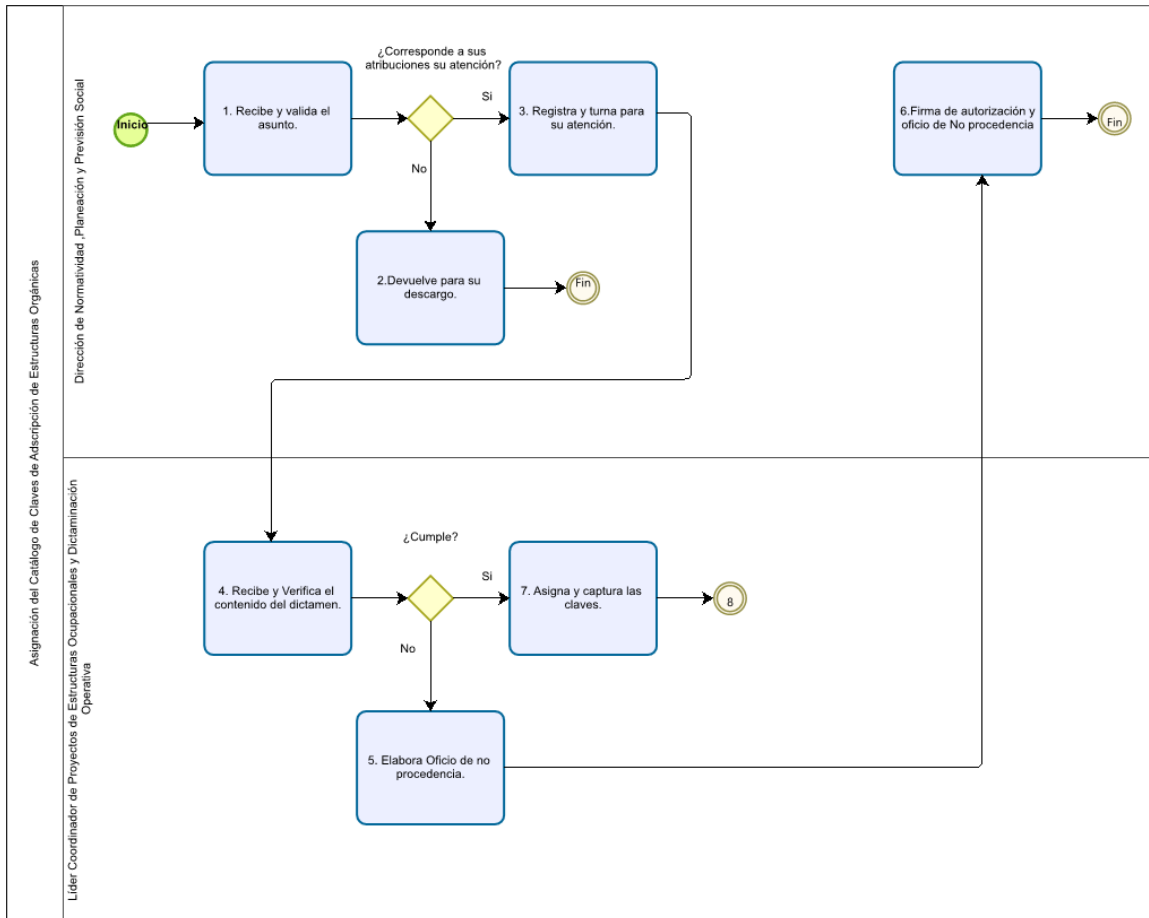 Asignación del Catálogo de Claves de Adscripción de Estructuras Orgánicas
Dirección de Normatividad ,Planeación y Previsión Social
Inicio
1. Recibe y valida el
asunto.
¿Corresponde a sus
atribuciones su atención?
Si
3. Registra y turna para
su atención.
No
2.Devuelve para su
descargo.
Fin
6.Firma de autorización y
oficio de No procedencia
Fin
Líder Coordinador de Proyectos de Estructuras Ocupacionales y Dictaminación
Operativa
4. Recibe y Verifica el
contenido del dictamen.
¿Cumple?
Si
7. Asigna y captura las
claves.
8
No
5. Elabora Oficio de no
procedencia.